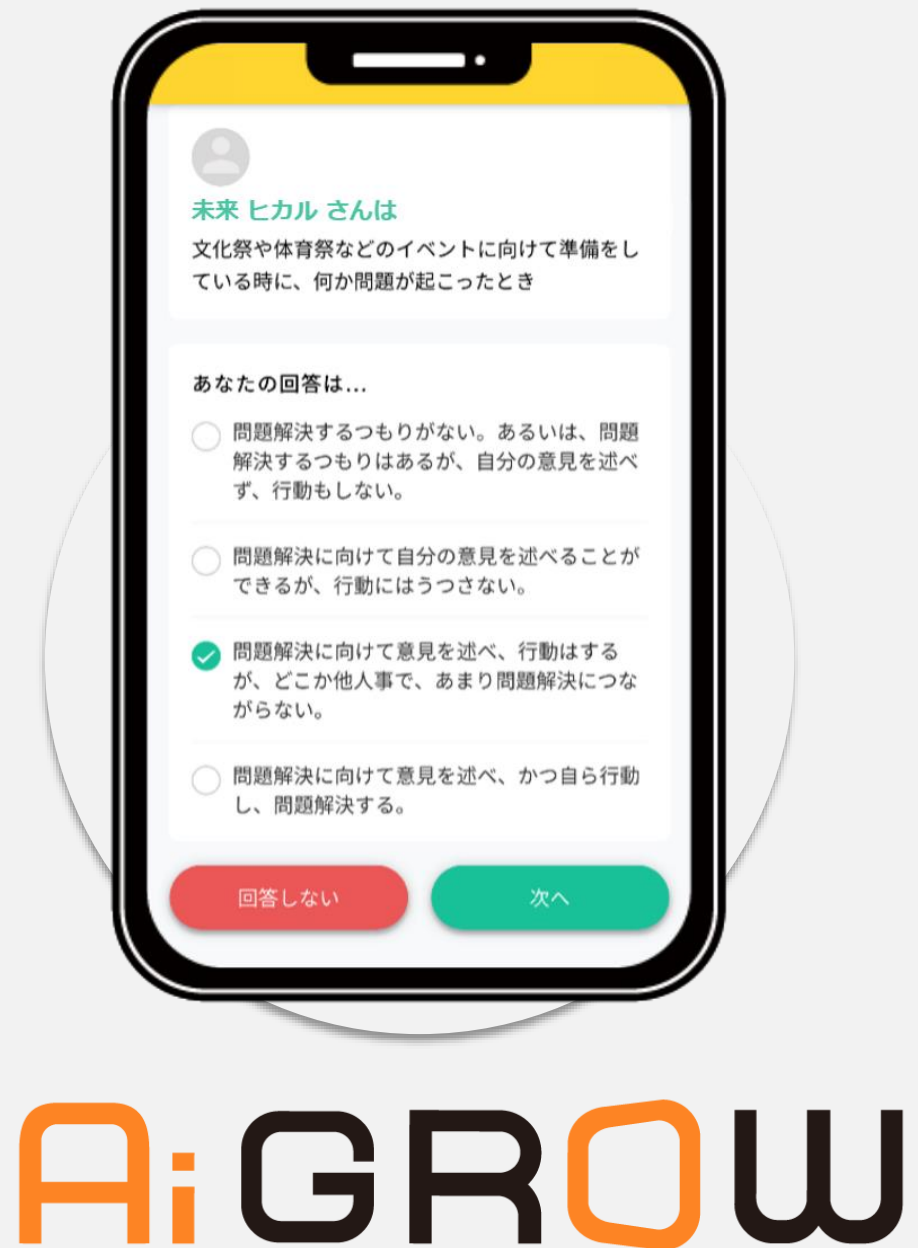 未来 ヒカル さんは
文化祭や体育祭などのイベントに向けて準備をし
ている時に、何か問題が起こったとき
あなたの回答は…
問題解決するつもりがない。あるいは、問題
解決するつもりはあるが、自分の意見を述べ
ず、行動もしない。
問題解決に向けて自分の意見を述べることが
できるが、行動にはうつさない。
問題解決に向けて意見を述べ、行動はする
が、どこか他人事で、あまり問題解決につな
がらない。
問題解決に向けて意見を述べ、かつ自ら行動
し、問題解決する。
回答しない
次へ
AiGROW